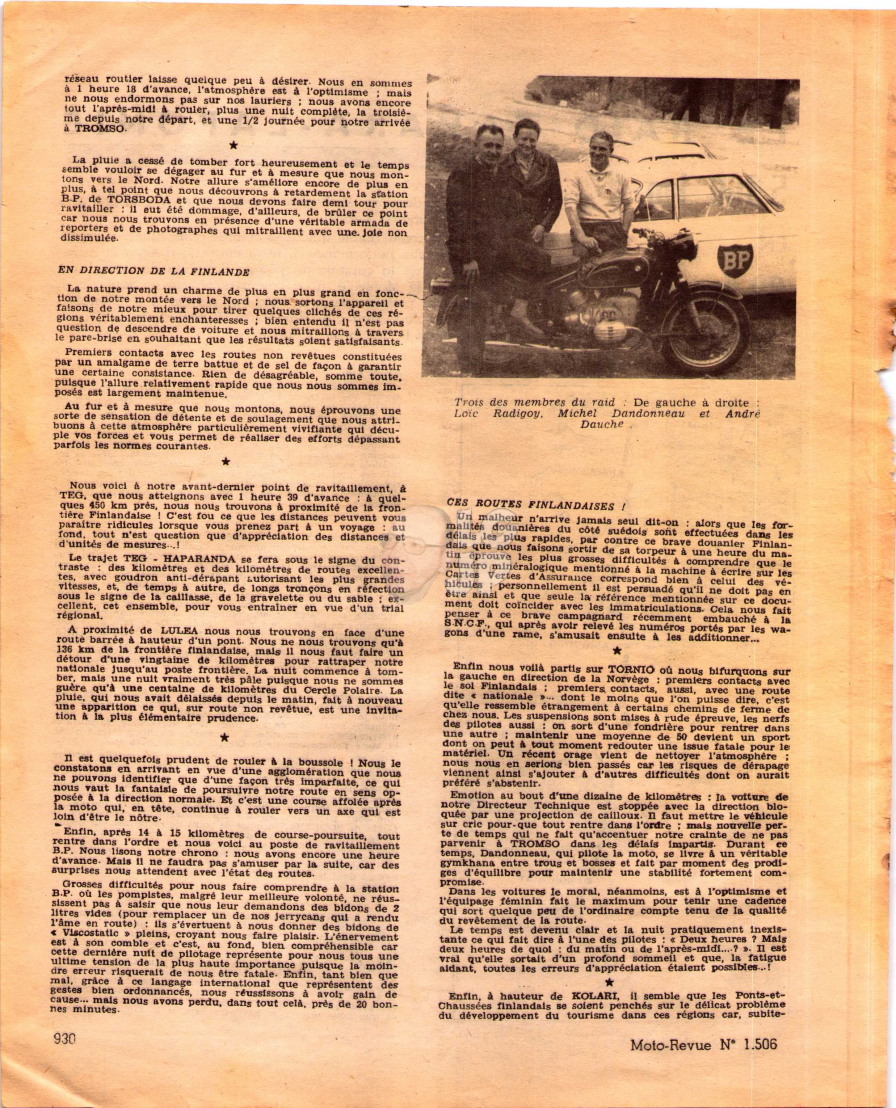 réseau routier laisse quelque peu à désirer. Nous en sommes
à 1 heure 18 d'avance, l'atmosphère est à l'optimisme ; mais
ne nous endormons pas sur nos lauriers ; nous avons encore
tout l'après-midi à rouler, plus une nuit complète, la troisiè-
me depuis notre départ, et une 1/2 journée pour notre arrivée
à TROMSO.
★
La pluie a cessé de tomber fort heureusement et le temps
semble vouloir se dégager au fur et à mesure que nous mon-
tons vers le Nord. Notre allure s'améliore encore de plus en
plus, à tel point que nous découvrons à retardement la station
B.P. de TORSBODA et que nous devons faire demi tour pour
ravitailler : il eut été dommage, d'ailleurs, de brûler ce point
car nous nous trouvons en présence d'une véritable armada de
reporters et de photographes qui mitraillent avec une joie non
dissimulée.
EN DIRECTION DE LA FINLANDE
La nature prend un charme de plus en plus grand en fonc-
tion de notre montée vers le Nord ; nous sortons l'appareil et
faisons de notre mieux pour tirer quelques clichés de ces ré-
gions véritablement enchanteresses ; bien entendu il n'est pas
question de descendre de voiture et nous mitraillons à travers
le pare-brise en souhaitant que les résultats soient satisfaisants.
Premiers contacts avec les routes non revêtues constituées
par un amalgame de terre battue et de sel de façon à garantir
une certaine consistance. Rien de désagréable, somme toute,
puisque l'allure relativement rapide que nous nous sommes im-
posés est largement maintenue.
Au fur et à mesure que nous montons, nous éprouvons une
sorte de sensation de détente et de soulagement que nous attri-
buons à cette atmosphère particulièrement vivifiante qui décu-
ple vos forces et vous permet de réaliser des efforts dépassant
parfois les normes courantes.
★
Nous voici à notre avant-dernier point de ravitaillement, à
TEG, que nous atteignons avec 1 heure 39 d'avance : à quel-
ques 450 km près, nous nous trouvons à proximité de la fron-
tière Finlandaise ! C'est fou ce que les distances peuvent vous
paraître ridicules lorsque vous prenez part à un voyage : au
fond, tout n'est question que d'appréciation des distances et
d'unités de mesures..!
Le trajet TEG - HAPARANDA se fera sous le signe du con-
traste : des kilomètres et des kilomètres de routes excellen-
tes, avec goudron anti-dérapant autorisant les plus grandes
vitesses, et, de temps à autre, de longs tronçons en réfection
sous le signe de la caillasse, de la gravelette ou du sable ; ex-
cellent, cet ensemble, pour vous entraîner en vue d'un trial
régional.
A proximité de LULEA nous nous trouvons en face d'une
route barrée à hauteur d'un pont. Nous ne nous trouvons qu'à
136 km de la frontière finlandaise, mais il nous faut faire un
détour d'une vingtaine de kilomètres pour rattraper notre
nationale jusqu'au poste frontière. La nuit commence à tom-
ber, mais une nuit vraiment très pâle puisque nous ne sommes
guère qu'à une centaine de kilomètres du Cercle Polaire. La
pluie, qui nous avait délaissés depuis le matin, fait à nouveau
une apparition ce qui, sur route non revêtue, est une invita-
tion à la plus élémentaire prudence.
★
Il est quelquefois prudent de rouler à la boussole ! Nous le
constatons en arrivant en vue d'une agglomération que nous
ne pouvons identifier que d'une façon très imparfaite, ce qui
nous vaut la fantaisie de poursuivre notre route en sens op-
posée à la direction normale. Et c'est une course affolée après
la moto qui, en tête, continue à rouler vers un axe qui est
loin d'être le nôtre.
Enfin, après 14 à 15 kilomètres de course-poursuite, tout
rentre dans l'ordre et nous voici au poste de ravitaillement
B.P. Nous lisons notre chrono : nous avons encore une heure
d'avance. Mais il ne faudra pas s'amuser par la suite, car des
surprises nous attendent avec l'état des routes.
Grosses difficultés pour nous faire comprendre à la station
B.P. où les pompistes, malgré leur meilleure volonté, ne réus-
sissent pas à saisir que nous leur demandons des bidons de 2
litres vides (pour remplacer un de nos jerrycans qui a rendu
l'âme en route) : ils s'évertuent à nous donner des bidons de
« Viscostatic » pleins, croyant nous faire plaisir. L'énervement
est à son comble et c'est, au fond, bien compréhensible car
cette dernière nuit de pilotage représente pour nous tous une
ultime tension de la plus haute importance puisque la moin-
dre erreur risquerait de nous être fatale. Enfin, tant bien que
mal, grâce à ce langage international que représentent des
gestes bien ordonnancés, nous réussissons à avoir gain de
cause... mais nous avons perdu, dans tout celà, près de 20 bon-
nes minutes.
930
BP
Trois des membres du raid : De gauche à droite :
Loïc Radigoy, Michel Dandonneau et André
Dauche .
CES ROUTES FINLANDAISES !
Un malheur n'arrive jamais seul dit-on : alors que les for-
malités douanières du côté suédois sont effectuées dans les
délais les plus rapides, par contre ce brave douanier Finlan-
dais que nous faisons sortir de sa torpeur à une heure du ma-
tin éprouve les plus grosses difficultés à comprendre que le
numéro minéralogique mentionné à la machine à écrire sur les
Cartes Vertes d'Assurance correspond bien à celui des vé-
hicules ; personnellement il est persuadé qu'il ne doit pas en
être ainsi et que seule la référence mentionnée sur ce docu-
ment doit coïncider avec les immatriculations. Cela nous fait
penser à ce brave campagnard récemment embauché à la
S.N.C.F., qui après avoir relevé les numéros portés par les wa-
gons d'une rame, s'amusait ensuite à les additionner...
★
Enfin nous voilà partis sur TORNIO où nous bifurquons sur
la gauche en direction de la Norvège : premiers contacts avec
le sol Finlandais ; premiers contacts, aussi, avec une route
dite « nationale »... dont le moins que l'on puisse dire, c'est
qu'elle ressemble étrangement à certains chemins de ferme de
chez nous. Les suspensions sont mises à rude épreuve, les nerfs
des pilotes aussi : on sort d'une fondrière pour rentrer dans
une autre ; maintenir une moyenne de 50 devient un sport
dont on peut à tout moment redouter une issue fatale pour le
matériel. Un récent orage vient de nettoyer l'atmosphère ;
nous nous en serions bien passés car les risques de dérapage
viennent ainsi s'ajouter à d'autres difficultés dont on aurait
préféré s'abstenir.
Emotion au bout d'une dizaine de kilomètres : la voiture de
notre Directeur Technique est stoppée avec la direction blo-
quée par une projection de cailloux. Il faut mettre le véhicule
sur cric pour que tout rentre dans l'ordre ; mais nouvelle per-
te de temps qui ne fait qu'accentuer notre crainte de ne pas
parvenir à TROMSO dans les délais impartis. Durant ce
temps, Dandonneau, qui pilote la moto, se livre à un véritable
gymkhana entre trous et bosses et fait par moment des prodi-
ges d'équilibre pour maintenir une stabilité fortement com-
promise.
Dans les voitures le moral, néanmoins, est à l'optimisme et
l'équipage féminin fait le maximum pour tenir une cadence
qui sort quelque peu de l'ordinaire compte tenu de la qualité
du revêtement de la route.
Le temps est devenu clair et la nuit pratiquement inexis-
tante ce qui fait dire à l'une des pilotes : « Deux heures ? Mais
deux heures de quoi : du matin ou de l'après-midi....? ». Il est
vrai qu'elle sortait d'un profond sommeil et que, la fatigue
aidant, toutes les erreurs d'appréciation étaient possibles...!
★
Enfin, à hauteur de KOLARI, il semble que les Ponts-et-
Chaussées finlandais se soient penchés sur le délicat problème
du développement du tourisme dans ces régions car, subite-
Moto-Revue N° 1.506